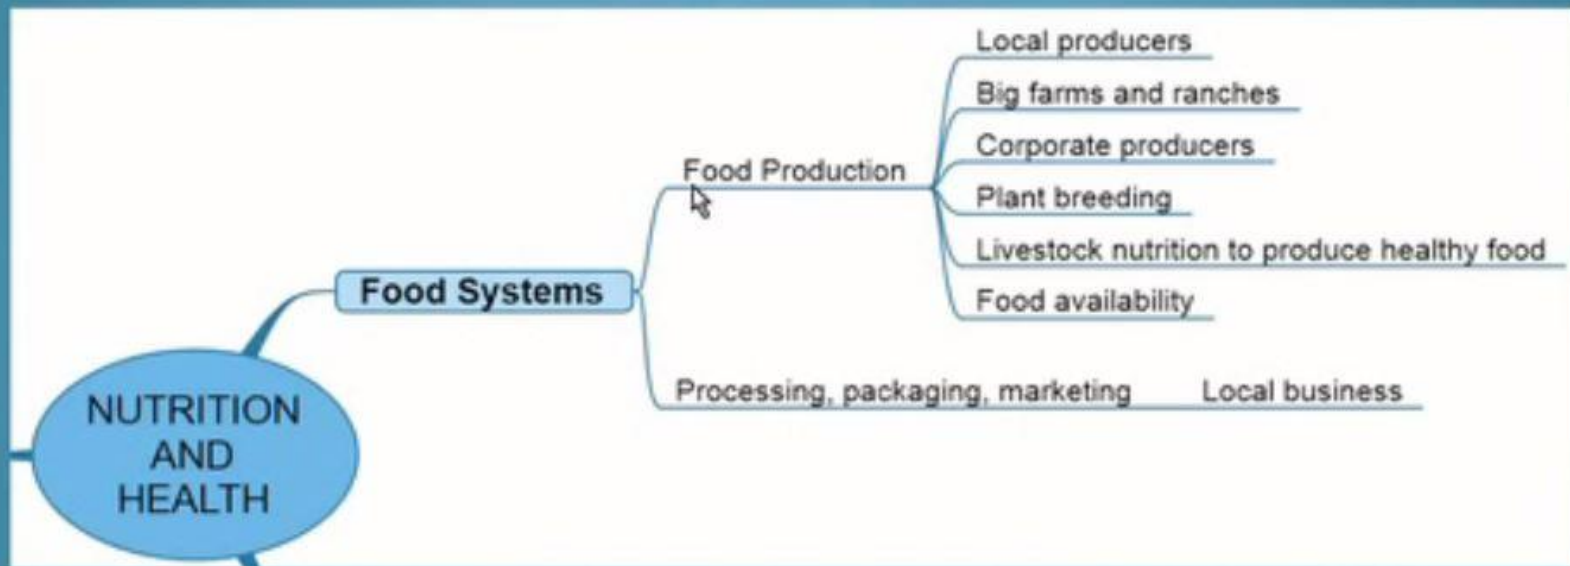 Local producers
Big farms and ranches
Corporate producers
Food Production
Plant breeding
Livestock nutrition to produce healthy food
Food Systems
Food availability
Processing, packaging, marketing Local business
NUTRITION
AND
HEALTH